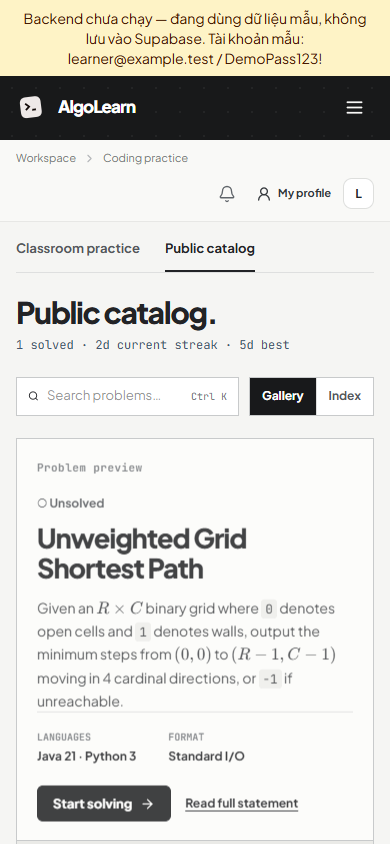 Backend chưa chạy — đang dùng dữ liệu mẫu, không
lưu vào Supabase. Tài khoản mẫu:
learner@example.test / DemoPass123!
AlgoLearn
Workspace > Coding practice
My profile L
Classroom practice Public catalog
Public catalog.
1 solved · 2d current streak · 5d best
Search problems... Ctrl K Gallery Index
Problem preview
Unsolved
Unweighted Grid
Shortest Path
Given an R × C binary grid where 0 denotes
open cells and 1 denotes walls, output the
minimum steps from (0, 0) to (R − 1, C − 1)
moving in 4 cardinal directions, or -1 if
unreachable.
LANGUAGES FORMAT
Java 21 · Python 3 Standard I/O
Start solving → Read full statement